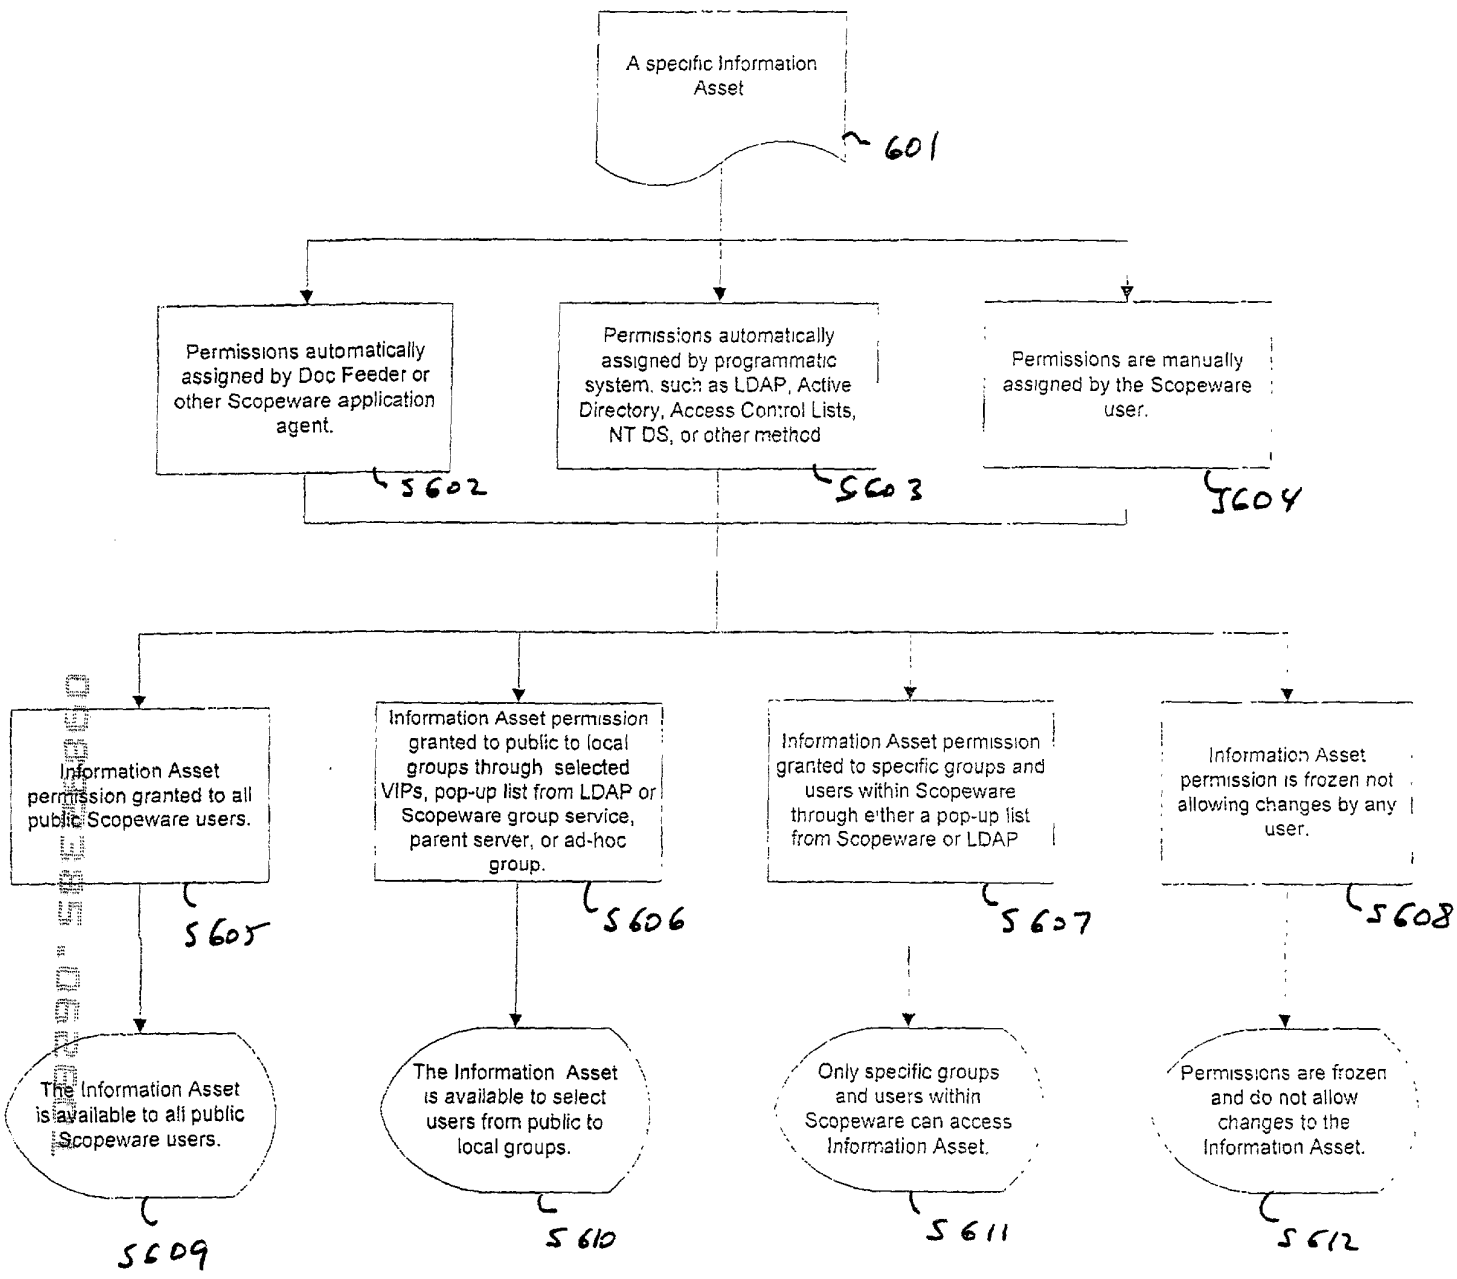 A specific Information
Asset
601
Permissions automatically
assigned by Doc Feeder or
other Scopeware application
agent.
S602
Permissions automatically
assigned by programmatic
system, such as LDAP, Active
Directory, Access Control Lists,
NT DS, or other method
S603
Permissions are manually
assigned by the Scopeware
user.
S604
Information Asset
permission granted to all
public Scopeware users.
S605
Information Asset permission
granted to public to local
groups through selected
VIPs, pop-up list from LDAP or
Scopeware group service,
parent server, or ad-hoc
group.
S606
Information Asset permission
granted to specific groups and
users within Scopeware
through either a pop-up list
from Scopeware or LDAP
S607
Information Asset
permission is frozen not
allowing changes by any
user.
S608
The Information Asset
is available to all public
Scopeware users.
S609
The Information Asset
is available to select
users from public to
local groups.
S610
Only specific groups
and users within
Scopeware can access
Information Asset.
S611
Permissions are frozen
and do not allow
changes to the
Information Asset.
S612